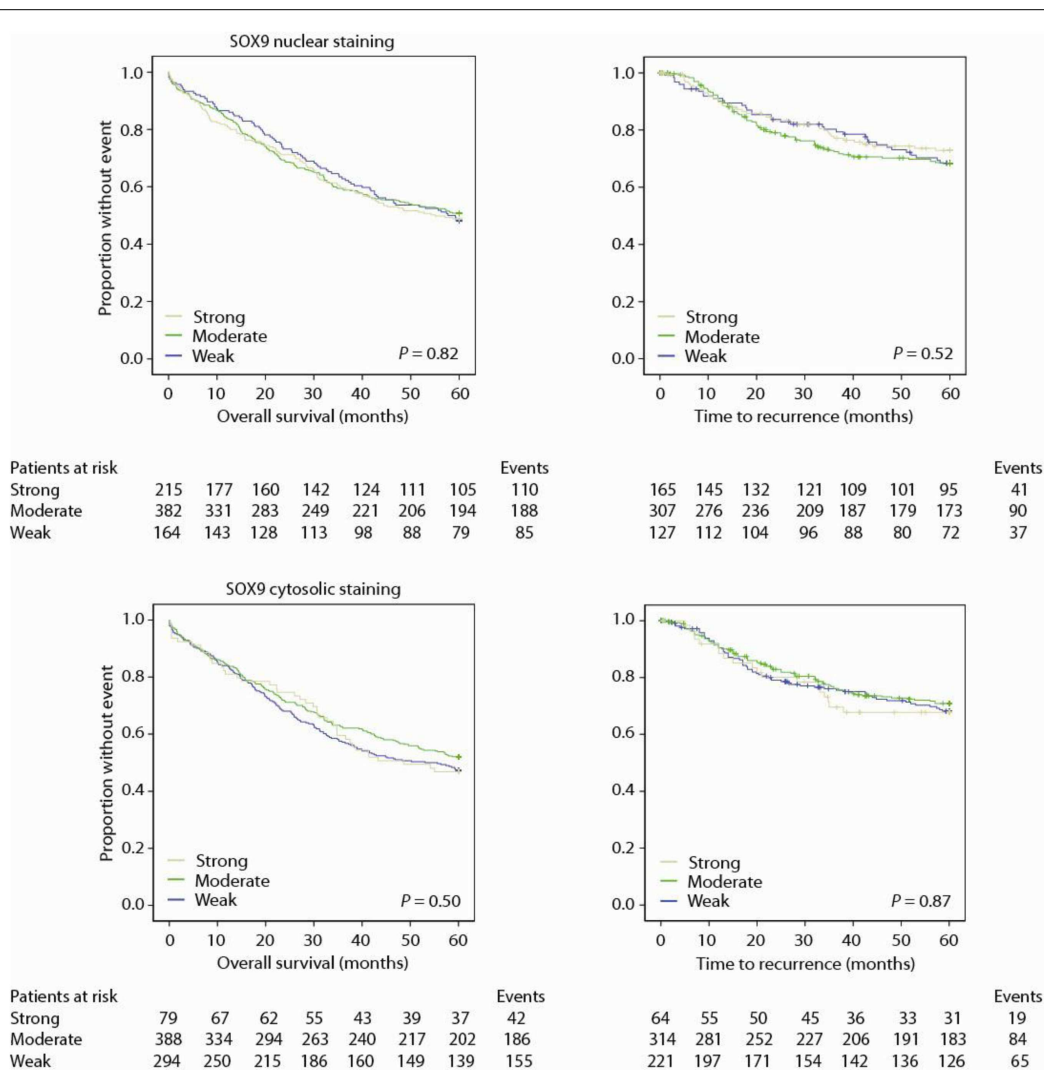 SOX9 nuclear staining
Proportion without event
1.0
0.8
0.6
0.4
0.2
0.0
Strong
Moderate
Weak
P = 0.82
0 10 20 30 40 50 60
Overall survival (months)
1.0
0.8
0.6
0.4
0.2
0.0
Strong
Moderate
Weak
P = 0.52
0 10 20 30 40 50 60
Time to recurrence (months)
Patients at risk Events Events
Strong 215 177 160 142 124 111 105 110 165 145 132 121 109 101 95 41
Moderate 382 331 283 249 221 206 194 188 307 276 236 209 187 179 173 90
Weak 164 143 128 113 98 88 79 85 127 112 104 96 88 80 72 37
SOX9 cytosolic staining
Proportion without event
1.0
0.8
0.6
0.4
0.2
0.0
Strong
Moderate
Weak
P = 0.50
0 10 20 30 40 50 60
Overall survival (months)
1.0
0.8
0.6
0.4
0.2
0.0
Strong
Moderate
Weak
P = 0.87
0 10 20 30 40 50 60
Time to recurrence (months)
Patients at risk Events Events
Strong 79 67 62 55 43 39 37 42 64 55 50 45 36 33 31 19
Moderate 388 334 294 263 240 217 202 186 314 281 252 227 206 191 183 84
Weak 294 250 215 186 160 149 139 155 221 197 171 154 142 136 126 65